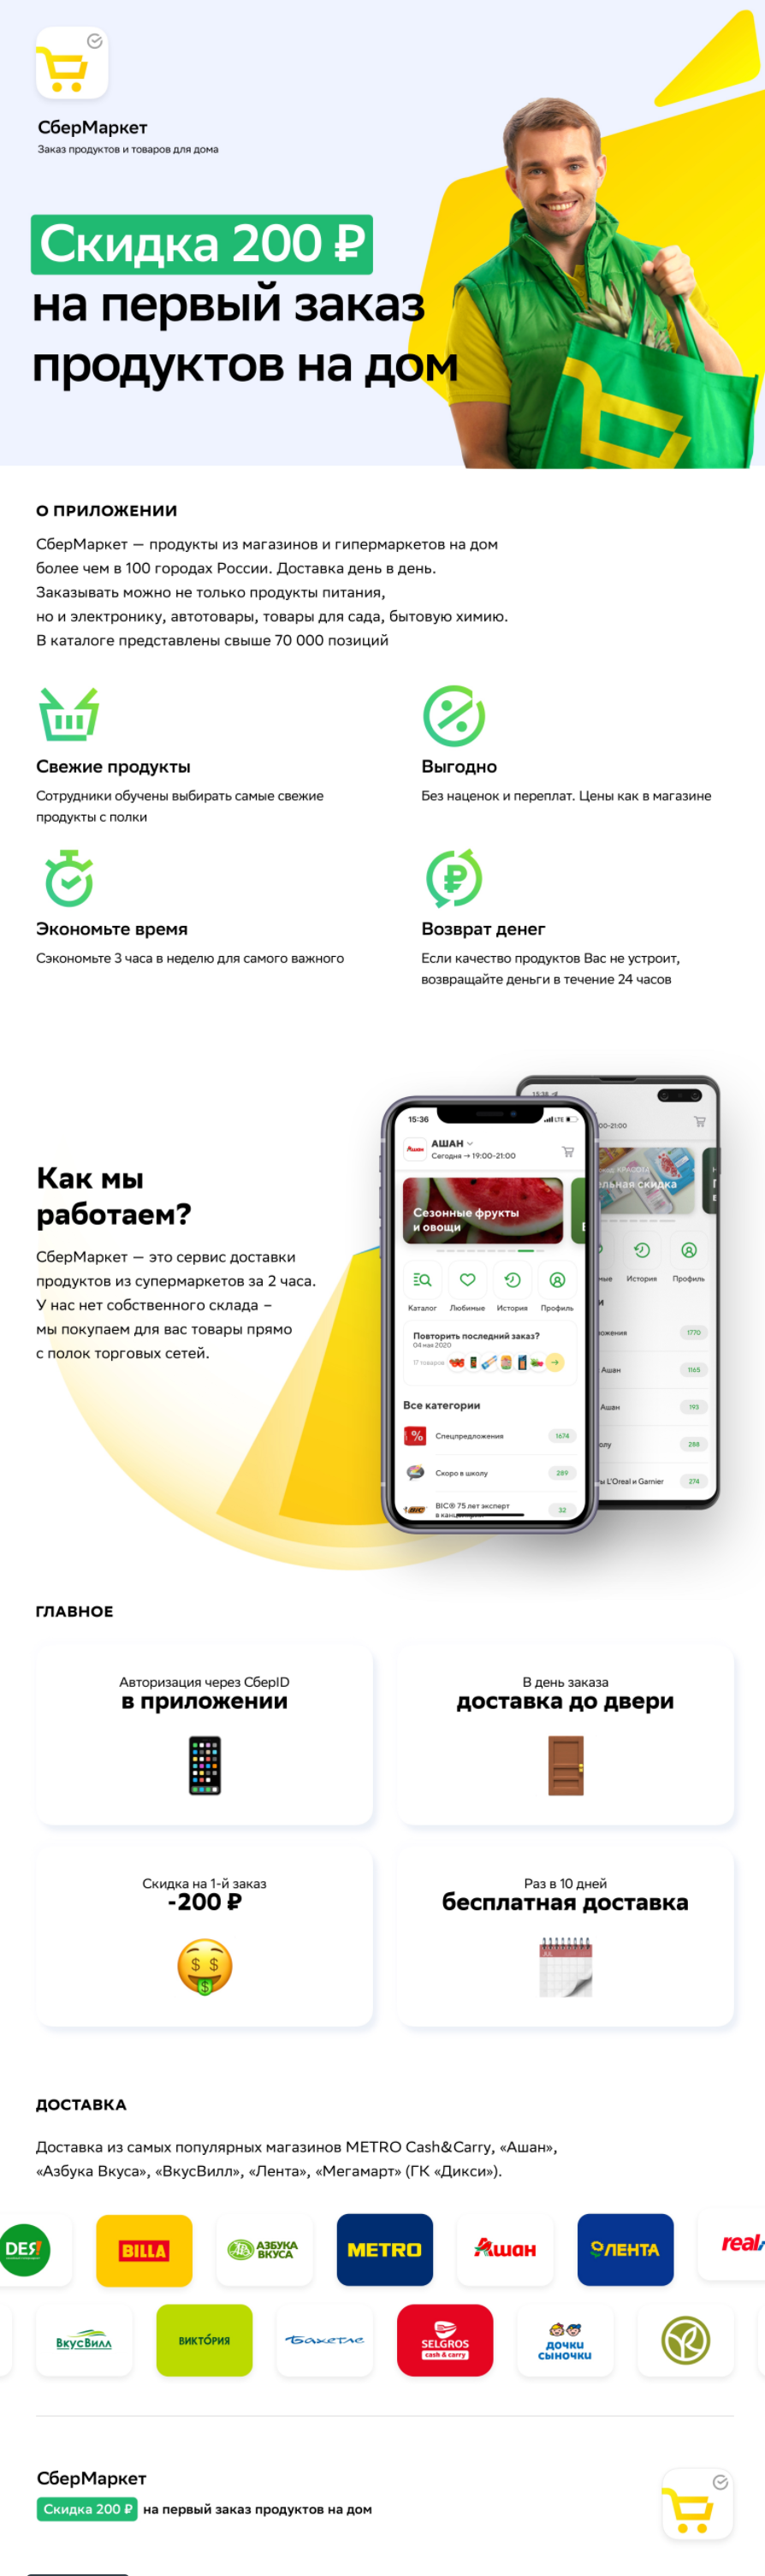 СберМаркет
Заказ продуктов и товаров для дома
Скидка 200 ₽
на первый заказ
продуктов на дом
О ПРИЛОЖЕНИИ
СберМаркет — продукты из магазинов и гипермаркетов на дом
более чем в 100 городах России. Доставка день в день.
Заказывать можно не только продукты питания,
но и электронику, автотовары, товары для сада, бытовую химию.
В каталоге представлены свыше 70 000 позиций
Свежие продукты
Сотрудники обучены выбирать самые свежие
продукты с полки
Выгодно
Без наценок и переплат. Цены как в магазине
Экономьте время
Сэкономьте 3 часа в неделю для самого важного
Возврат денег
Если качество продуктов Вас не устроит,
возвращайте деньги в течение 24 часов
Как мы
работаем?
СберМаркет — это сервис доставки
продуктов из супермаркетов за 2 часа.
У нас нет собственного склада –
мы покупаем для вас товары прямо
с полок торговых сетей.
15:36
LTE
Ашан
АШАН
Сегодня → 19:00-21:00
Сезонные фрукты
и овощи
Каталог Любимые История Профиль
Повторить последний заказ?
04 мая 2020
17 товаров
Все категории
Спецпредложения 1674
Скоро в школу 289
BIC
BIC® 75 лет эксперт 32
15:38
00-21:00
КРАСОТА
льная скидка
История Профиль
1770
Ашан 1165
Ашан 193
288
ы L'Oreal и Garnier 274
ГЛАВНОЕ
Авторизация через СберID
в приложении
В день заказа
доставка до двери
Скидка на 1-й заказ
-200 ₽
Раз в 10 дней
бесплатная доставка
ДОСТАВКА
Доставка из самых популярных магазинов METRO Cash&Carry, «Ашан»,
«Азбука Вкуса», «ВкусВилл», «Лента», «Мегамарт» (ГК «Дикси»).
BILLA
АЗБУКА
ВКУСА
METRO
Ашан
ЛЕНТА
real,
ВкусВилл
ВИКТОРИЯ
Бахетле
SELGROS
cash & carry
дочки
сыночки
СберМаркет
Скидка 200 ₽ на первый заказ продуктов на дом